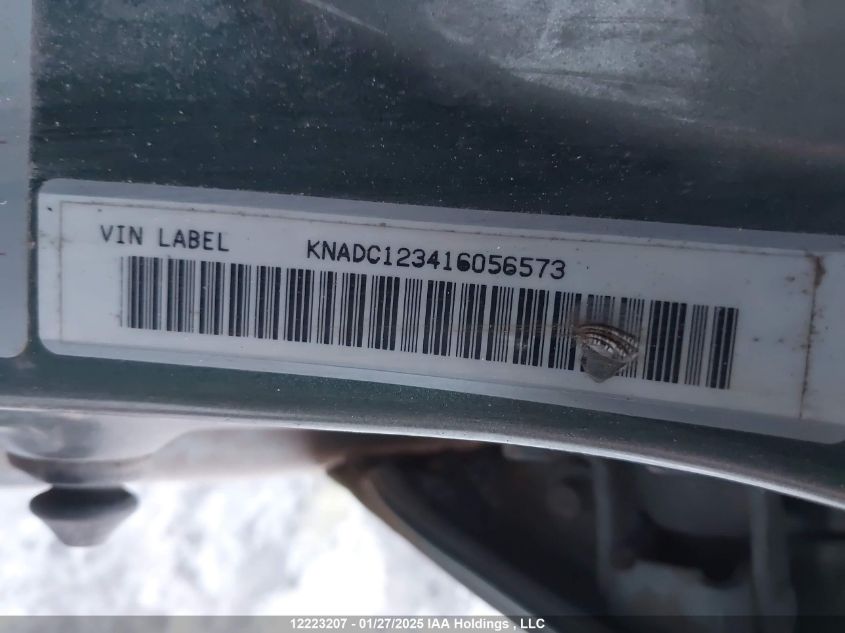 VIN LABEL KNADC123416056573
12223207 - 01/27/2025 IAA Holdings , LLC